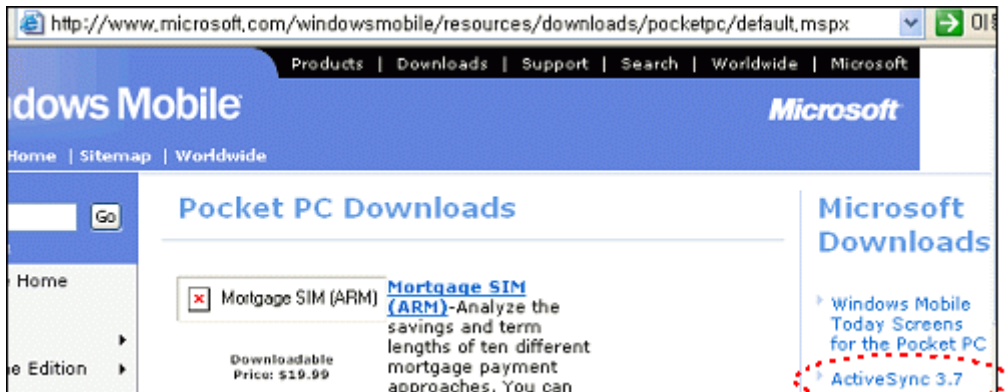 http://www.microsoft.com/windowsmobile/resources/downloads/pocketpc/default.mspx
Products | Downloads | Support | Search | Worldwide | Microsoft
dows Mobile
Microsoft
Home | Sitemap | Worldwide
Go
Pocket PC Downloads
Microsoft
Downloads
Home
e Edition
Mortgage SIM (ARM)
Downloadable
Price: $19.99
Mortgage SIM
(ARM)-Analyze the
savings and term
lengths of ten different
mortgage payment
approaches. You can
Windows Mobile
Today Screens
for the Pocket PC
ActiveSync 3.7